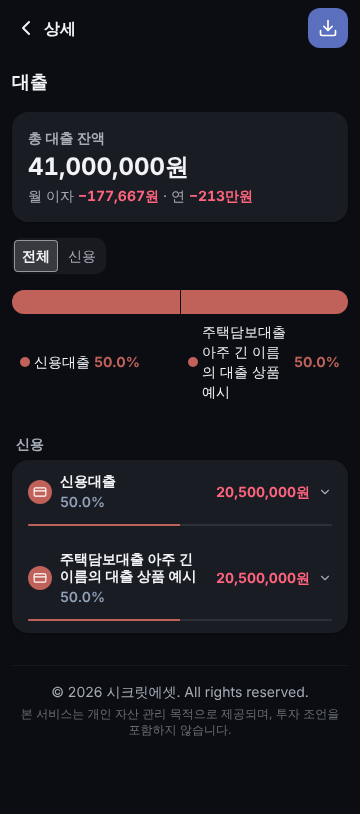 상세
대출
총 대출 잔액
41,000,000원
월 이자 −177,667원 · 연 −213만원
전체 신용
신용대출 50.0%
주택담보대출
아주 긴 이름
의 대출 상품
예시
50.0%
신용
신용대출
50.0%
20,500,000원
주택담보대출 아주 긴
이름의 대출 상품 예시
50.0%
20,500,000원
© 2026 시크릿에셋. All rights reserved.
본 서비스는 개인 자산 관리 목적으로 제공되며, 투자 조언을
포함하지 않습니다.